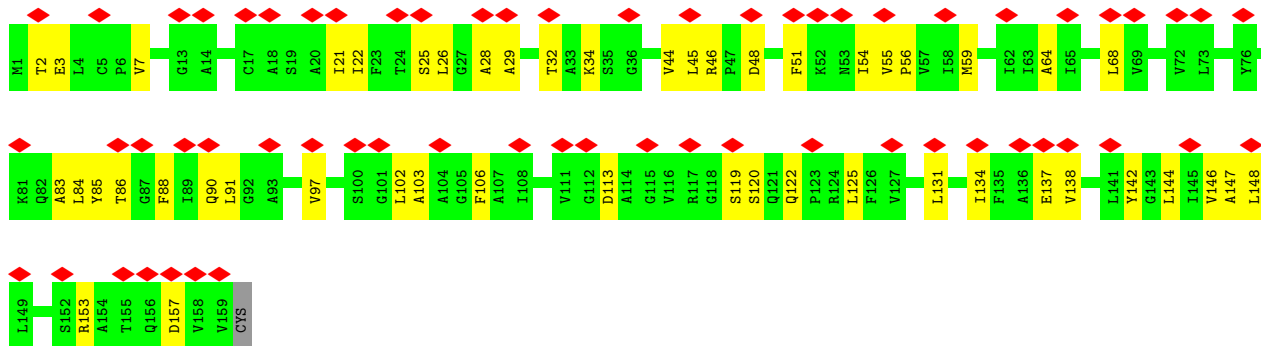 M1 T2 E3 L4 C5 P6 V7 G13 A14 C17 A18 S19 A20 I21 I22 F23 T24 S25 L26 G27 A28 A29 T32 A33 K34 S35 G36 V44 L45 R46 P47 D48 F51 K52 N53 I54 V55 P56 V57 I58 M59 I62 I63 A64 I65 L68 V69 V72 L73 Y76
K81 Q82 A83 L84 Y85 T86 G87 F88 I89 Q90 L91 G92 A93 V97 S100 G101 L102 A103 A104 G105 F106 A107 I108 V111 G112 D113 A114 G115 V116 R117 G118 S119 S120 Q121 Q122 P123 R124 L125 F126 V127 L131 I134 F135 A136 E137 V138 L141 Y142 G143 L144 I145 V146 A147 L148
L149 S152 R153 A154 T155 Q156 D157 V158 V159 CYS